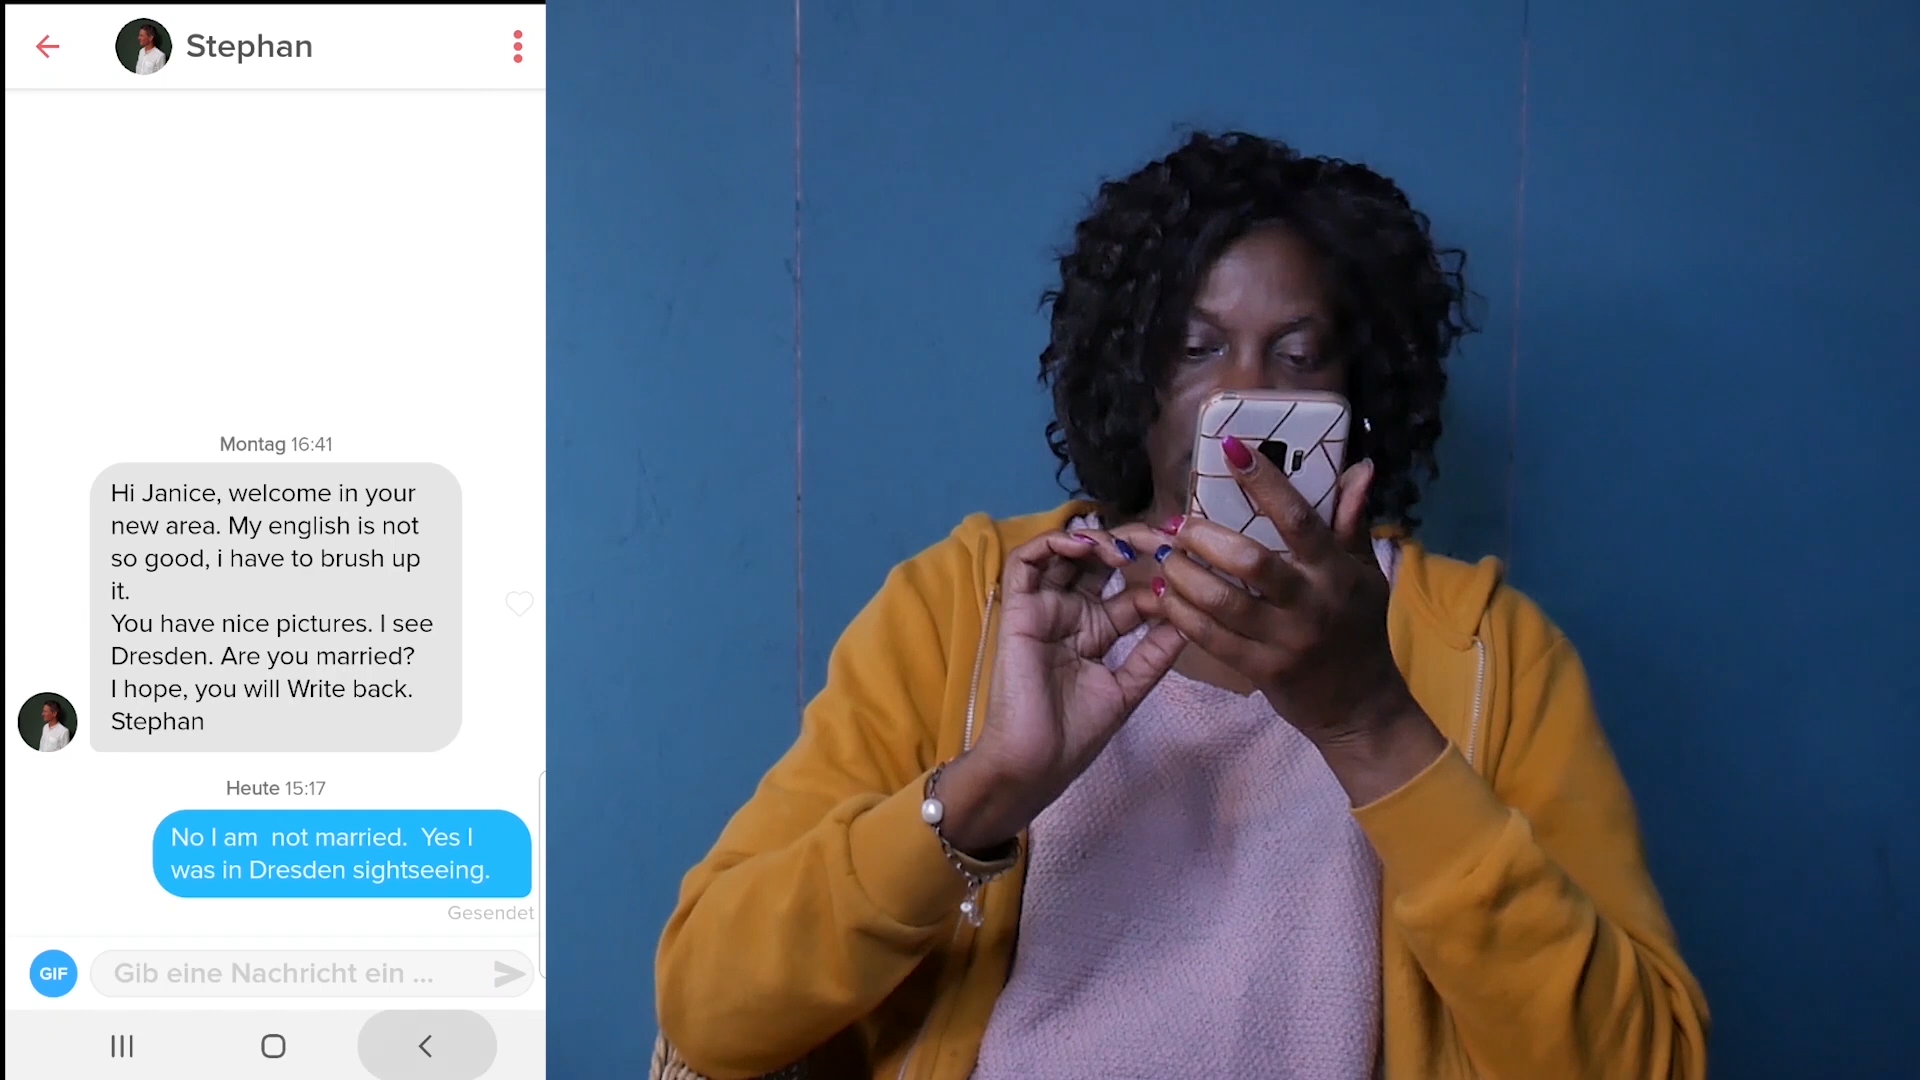 Stephan
Montag 16:41
Hi Janice, welcome in your
new area. My english is not
so good, i have to brush up
it.
You have nice pictures. I see
Dresden. Are you married?
I hope, you will Write back.
Stephan
Heute 15:17
No I am  not married.  Yes I
was in Dresden sightseeing.
Gesendet
GIF
Gib eine Nachricht ein ...